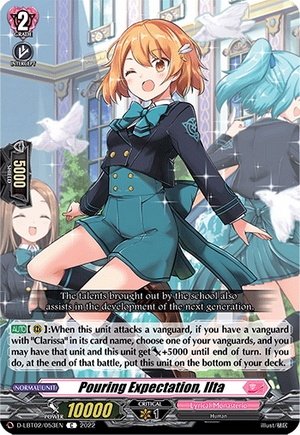 2
GRADE
INTERCEPT
5000
SHIELD
The talents brought out by the school also
assists in the development of the next generation.
AUTO [R]:When this unit attacks a vanguard, if you have a vanguard
with "Clarissa" in its card name, choose one of your vanguards, and you
may have that unit and this unit get +5000 until end of turn. If you
do, at the end of that battle, put this unit on the bottom of your deck.
NORMAL UNIT
Pouring Expectation, Ilta
Lyrical Monasterio
Human
POWER
10000
CRITICAL
1
D-LBT02/053EN C 2022